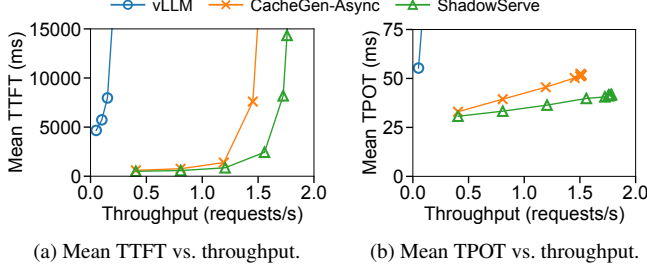 vLLM CacheGen-Async ShadowServe
Mean TTFT (ms)
15000
10000
5000
0
0.0 0.5 1.0 1.5 2.0
Throughput (requests/s)
(a) Mean TTFT vs. throughput.
Mean TPOT (ms)
75
50
25
0
0.0 0.5 1.0 1.5 2.0
Throughput (requests/s)
(b) Mean TPOT vs. throughput.